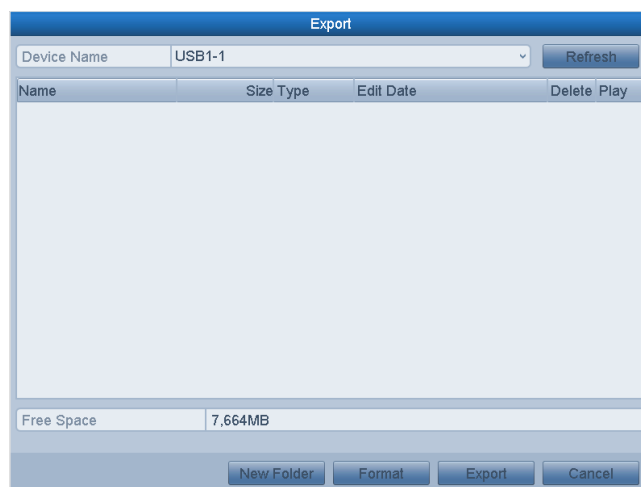 Export
Device Name USB1-1 Refresh
Name Size Type Edit Date Delete Play
Free Space 7,664MB
New Folder Format Export Cancel